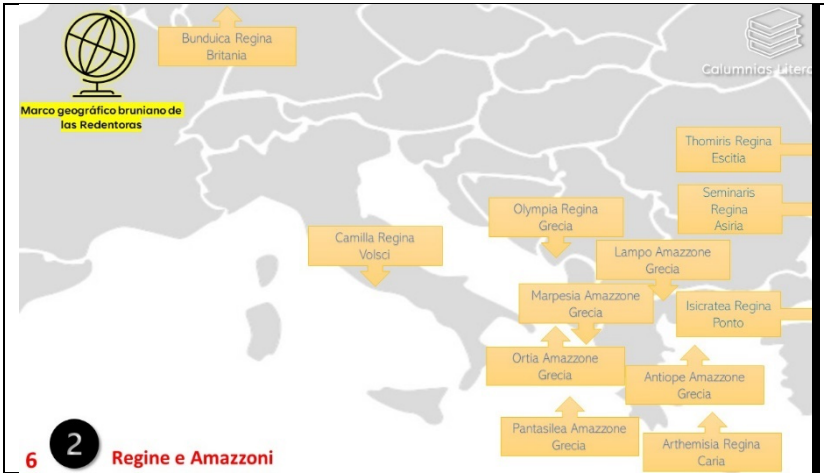 Bunduica Regina
Britania
Calumnias Litera
Marco geográfico bruniano de
las Redentoras
Thomiris Regina
Escitia
Seminaris
Regina
Asiria
Olympia Regina
Grecia
Camilla Regina
Volsci
Lampo Amazzone
Grecia
Marpesia Amazzone
Grecia
Isicratea Regina
Ponto
Ortia Amazzone
Grecia
Antiope Amazzone
Grecia
Pantasilea Amazzone
Grecia
Arthemisia Regina
Caria
6
2
Regine e Amazzoni